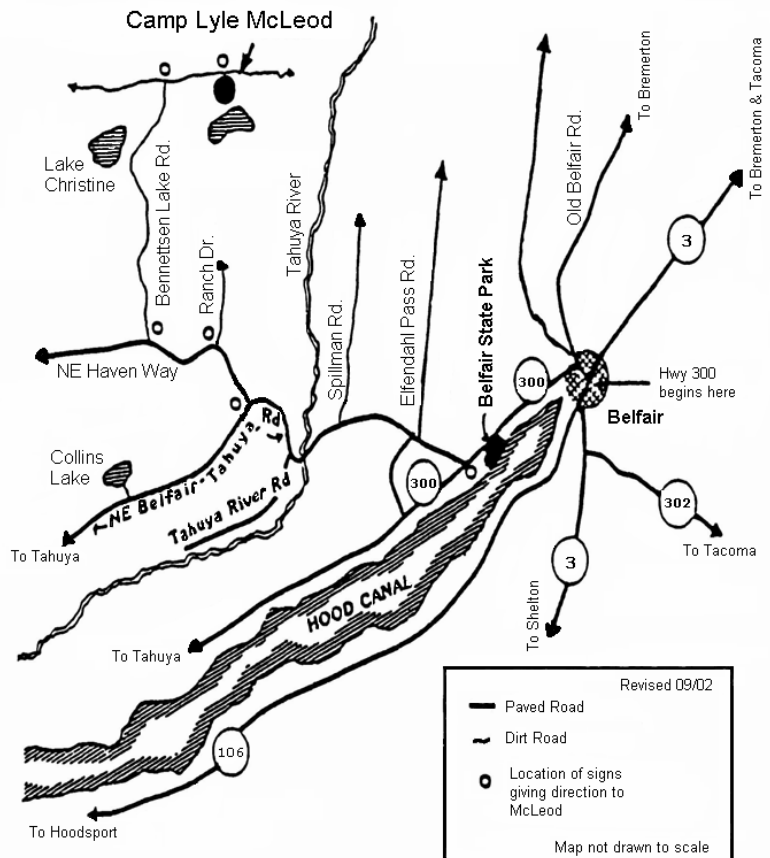 Camp Lyle McLeod
Lake
Christine
Bennettsen Lake Rd.
Ranch Dr.
Tahuya River
Spillman Rd.
Elfendahl Pass Rd.
Belfair State Park
Old Belfair Rd.
To Bremerton
To Bremerton & Tacoma
3
NE Haven Way
300
Hwy 300
begins here
Belfair
Collins
Lake
NE Belfair-Tahuya Rd
Tahuya River Rd
300
302
To Tacoma
3
To Shelton
To Tahuya
HOOD CANAL
To Tahuya
106
To Hoodsport
Revised 09/02
Paved Road
Dirt Road
Location of signs
giving direction to
McLeod
Map not drawn to scale